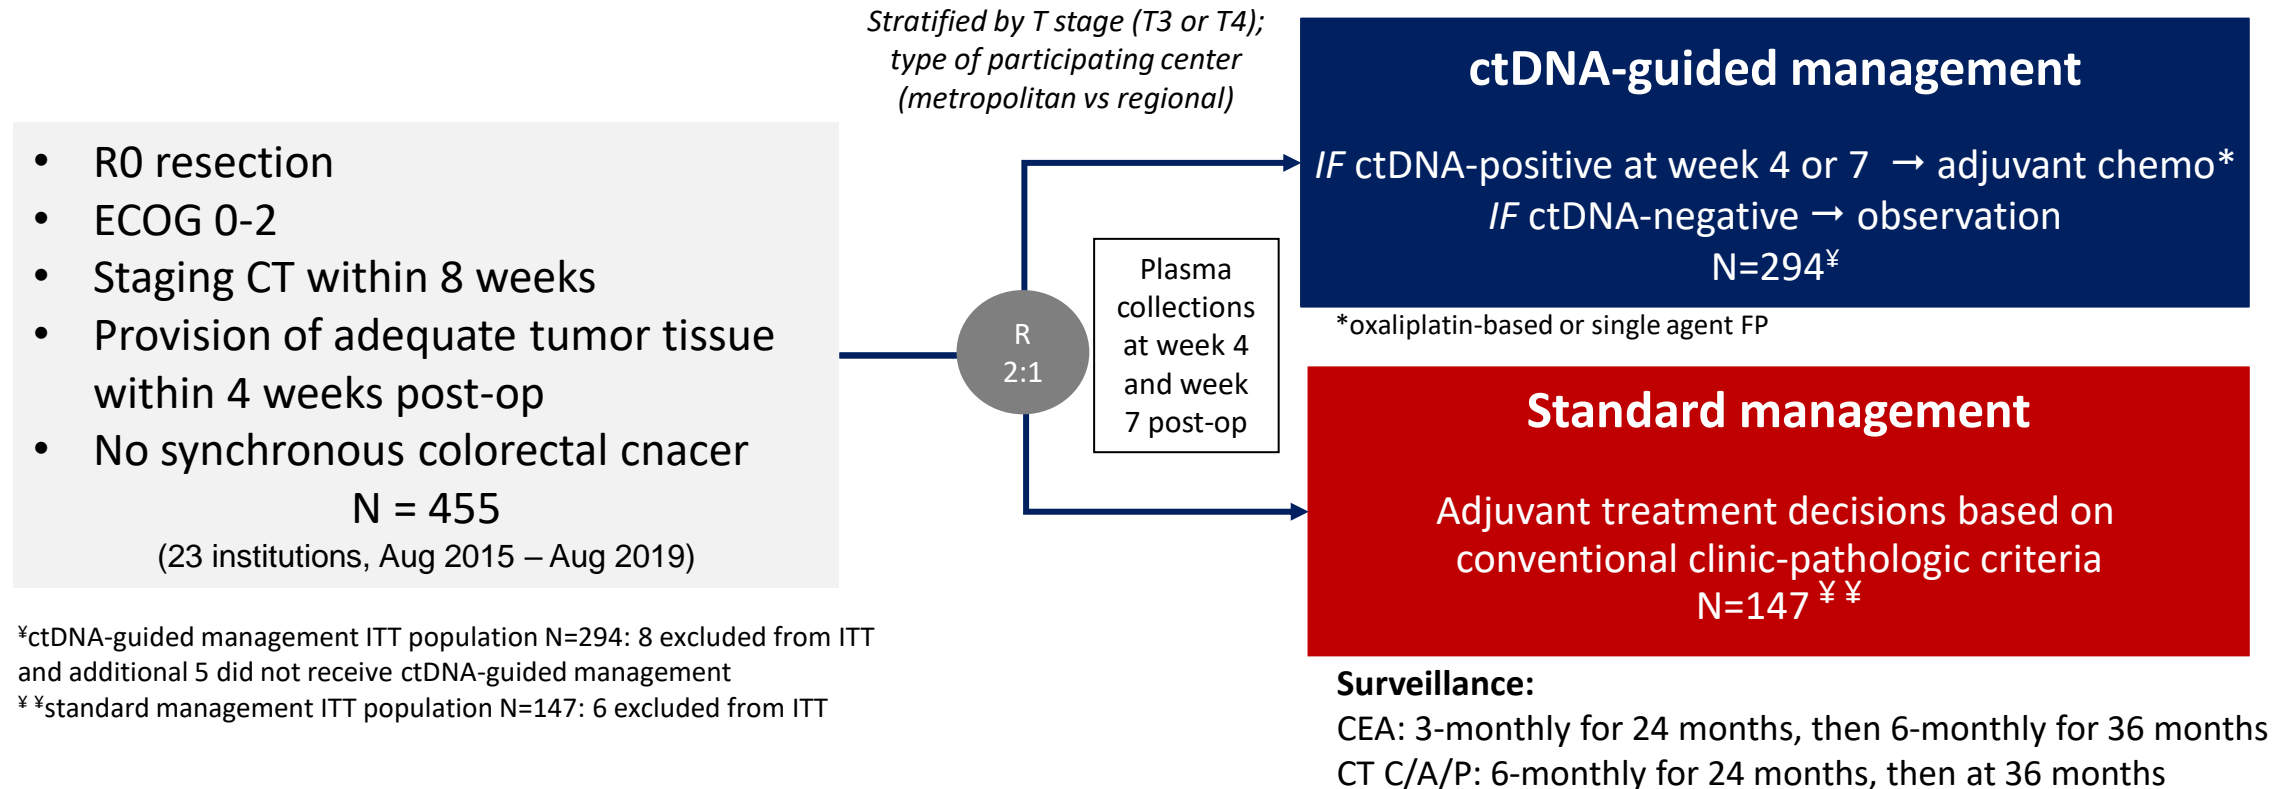 Stratified by T stage (T3 or T4);
type of participating center
(metropolitan vs regional)
• R0 resection
• ECOG 0-2
• Staging CT within 8 weeks
• Provision of adequate tumor tissue
within 4 weeks post-op
• No synchronous colorectal cnacer
N = 455
(23 institutions, Aug 2015 – Aug 2019)
¥ctDNA-guided management ITT population N=294: 8 excluded from ITT
and additional 5 did not receive ctDNA-guided management
¥ ¥standard management ITT population N=147: 6 excluded from ITT
R
2:1
Plasma
collections
at week 4
and week
7 post-op
ctDNA-guided management
IF ctDNA-positive at week 4 or 7 → adjuvant chemo*
IF ctDNA-negative → observation
N=294¥
*oxaliplatin-based or single agent FP
Standard management
Adjuvant treatment decisions based on
conventional clinic-pathologic criteria
N=147 ¥ ¥
Surveillance:
CEA: 3-monthly for 24 months, then 6-monthly for 36 months
CT C/A/P: 6-monthly for 24 months, then at 36 months